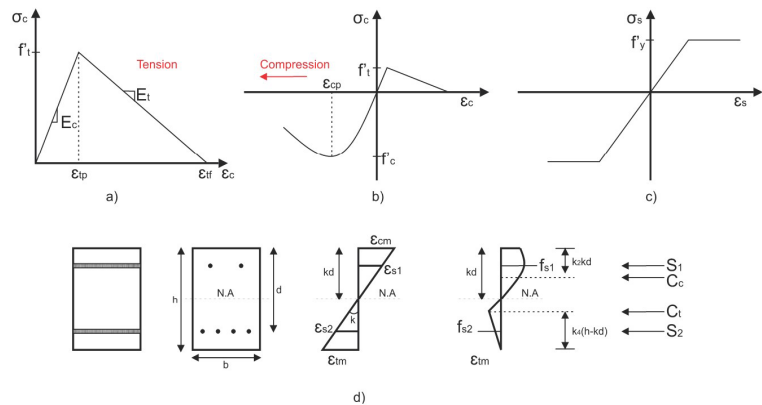 σc
f't
Tension
Et
Ec
εtp
εtf
εc
a)
σc
Compression
f't
εcp
εc
f'c
b)
σs
f'y
εs
c)
h
N.A
d
b
εcm
kd
εs1
N.A
k
εs2
εtm
kd
fs1
k2kd
N.A
fs2
k4(h-kd)
εtm
S1
Cc
Ct
S2
d)